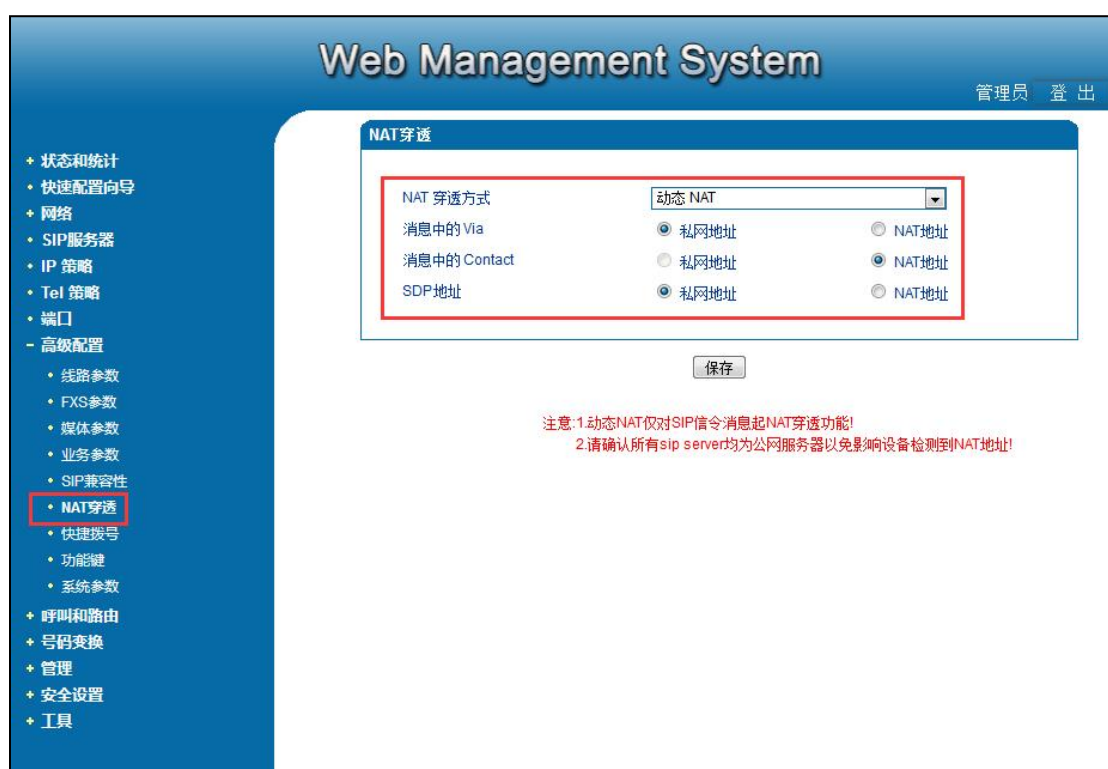 Web Management System
管理员 登 出
+ 状态和统计
• 快速配置向导
+ 网络
• SIP服务器
• IP 策略
• Tel 策略
• 端口
- 高级配置
• 线路参数
• FXS参数
• 媒体参数
• 业务参数
• SIP兼容性
• NAT穿透
• 快捷拨号
• 功能键
• 系统参数
+ 呼叫和路由
+ 号码变换
+ 管理
+ 安全设置
+ 工具
NAT穿透
NAT 穿透方式 动态 NAT
消息中的 Via 私网地址 NAT地址
消息中的 Contact 私网地址 NAT地址
SDP地址 私网地址 NAT地址
保存
注意:1.动态NAT仅对SIP信令消息起NAT穿透功能!
2.请确认所有sip server均为公网服务器以免影响设备检测到NAT地址!